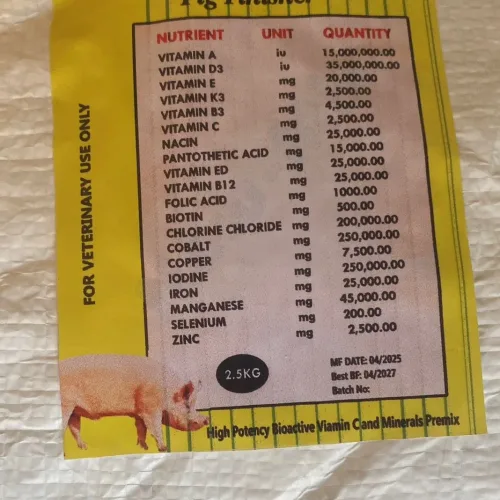 Pig Finisher
NUTRIENT UNIT QUANTITY
VITAMIN A iu 15,000,000.00
VITAMIN D3 iu 35,000,000.00
VITAMIN E mg 20,000.00
VITAMIN K3 mg 2,500.00
VITAMIN B3 mg 4,500.00
VITAMIN C mg 2,500.00
NACIN mg 25,000.00
PANTOTHETIC ACID mg 15,000.00
VITAMIN ED mg 25,000.00
VITAMIN B12 mg 25,000.00
FOLIC ACID mg 1000.00
BIOTIN mg 500.00
CHLORINE CHLORIDE mg 200,000.00
COBALT mg 250,000.00
COPPER mg 7,500.00
IODINE mg 250,000.00
IRON mg 25,000.00
MANGANESE mg 45,000.00
SELENIUM mg 200.00
ZINC mg 2,500.00
FOR VETERINARY USE ONLY
2.5KG
MF DATE: 04/2025
Best BF: 04/2027
Batch No:
High Potency Bioactive Viamin C and Minerals Premix